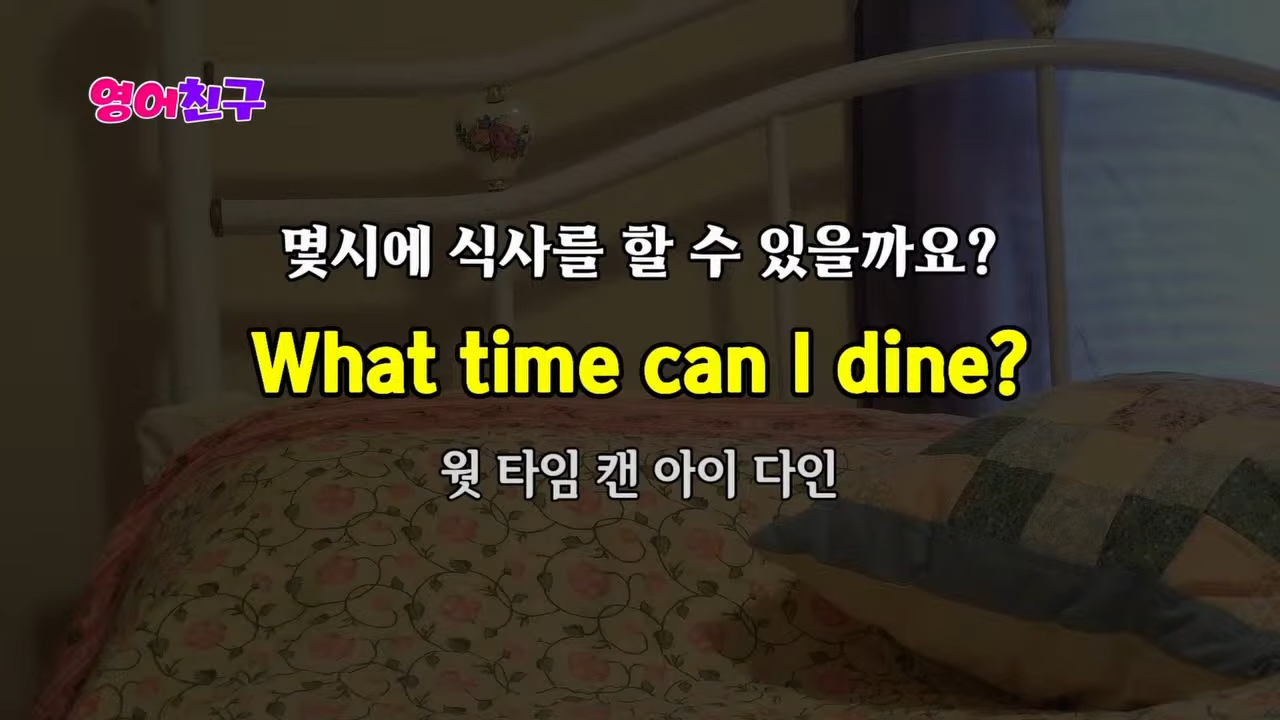 영어친구
몇시에 식사를 할 수 있을까요?
What time can I dine?
웟 타임 캔 아이 다인